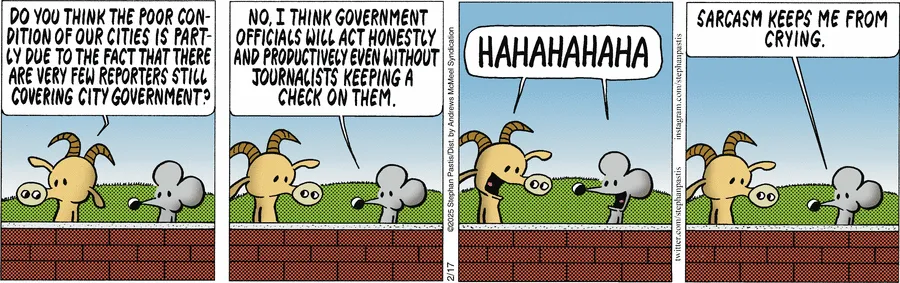 DO YOU THINK THE POOR CON-
DITION OF OUR CITIES IS PART-
LY DUE TO THE FACT THAT THERE
ARE VERY FEW REPORTERS STILL
COVERING CITY GOVERNMENT?
NO, I THINK GOVERNMENT
OFFICIALS WILL ACT HONESTLY
AND PRODUCTIVELY EVEN WITHOUT
JOURNALISTS KEEPING A
CHECK ON THEM.
©2025 Stephan Pastis/Dist. by Andrews McMeel Syndication
2/17
HAHAHAHAHA
twitter.com/stephanpastis
instagram.com/stephanpastis
SARCASM KEEPS ME FROM
CRYING.